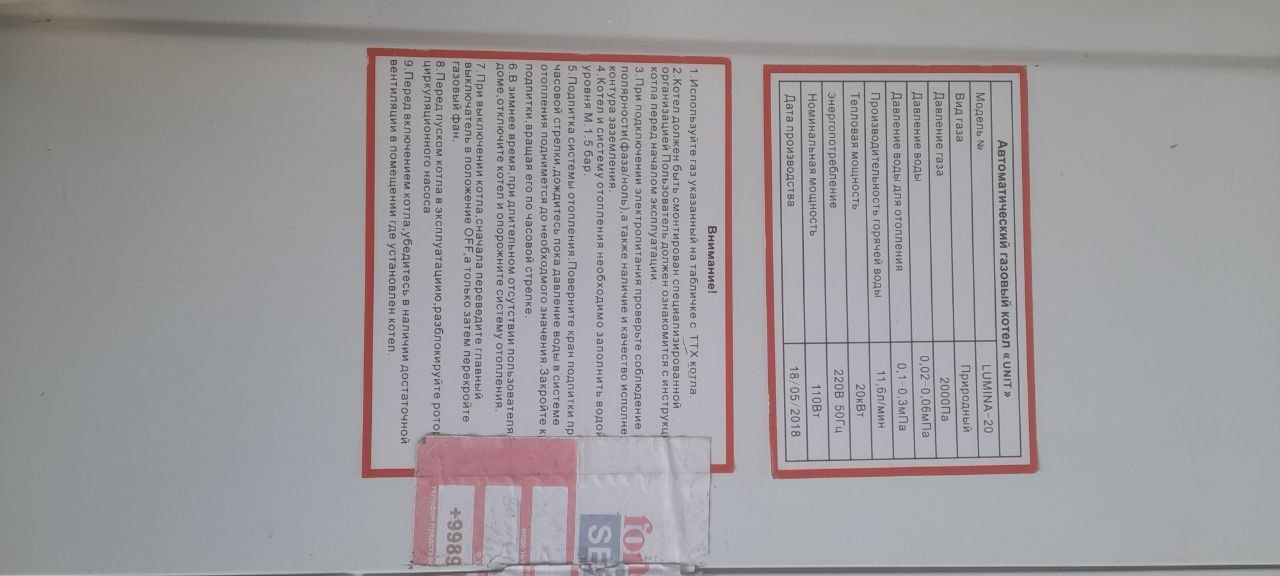 Автоматический газовый котел « UNIT »
Модель № LUMINA-20
Вид газа Природный
Давление газа 2000Па
Давление воды 0,02-0,06мПа
Давление воды для отопления 0,1-0,3мПа
Производительность горячей воды 11.6л/мин
Тепловая мощность 20кВт
энергопотребление 220В 50Гц
Номинальная мощность 110Вт
Дата производства 18/05/2018
Внимание!
1.Используйте газ указанный на табличке с ТТХ котла
2.Котел должен быть смонтирован специализированной
организацией.Пользователь должен ознакомится с инструкц
котла перед началом эксплуатации.
3.При подключении электропитания проверьте соблюдение
полярности(фаза/ноль),а также наличие и качество исполне
контура заземления.
4.Котел и систему отопления необходимо заполнить водой
уровня М,1.5 бар.
5.Подпитка системы отопления:Поверните кран подпитки пр
часовой стрелки,дождитесь пока давление воды в системе
отопления поднимется до необходимого значения.Закройте к
подпитки,вращая его по часовой стрелке.
6.В зимнее время,при длительном отсутствии пользователя
доме,отключите котел и опорожните систему отопления.
7.При выключении котла,сначала переведите главный
выключатель в положение OFF,а только затем перекройте
газовый фан.
8.Перед пуском котла в эксплуатацию,разблокируйте ротор
циркуляционного насоса
9.Перед включением котла,убедитесь в наличии достаточной
вентиляции в помещении где установлен котел.
fon
SE
+9989